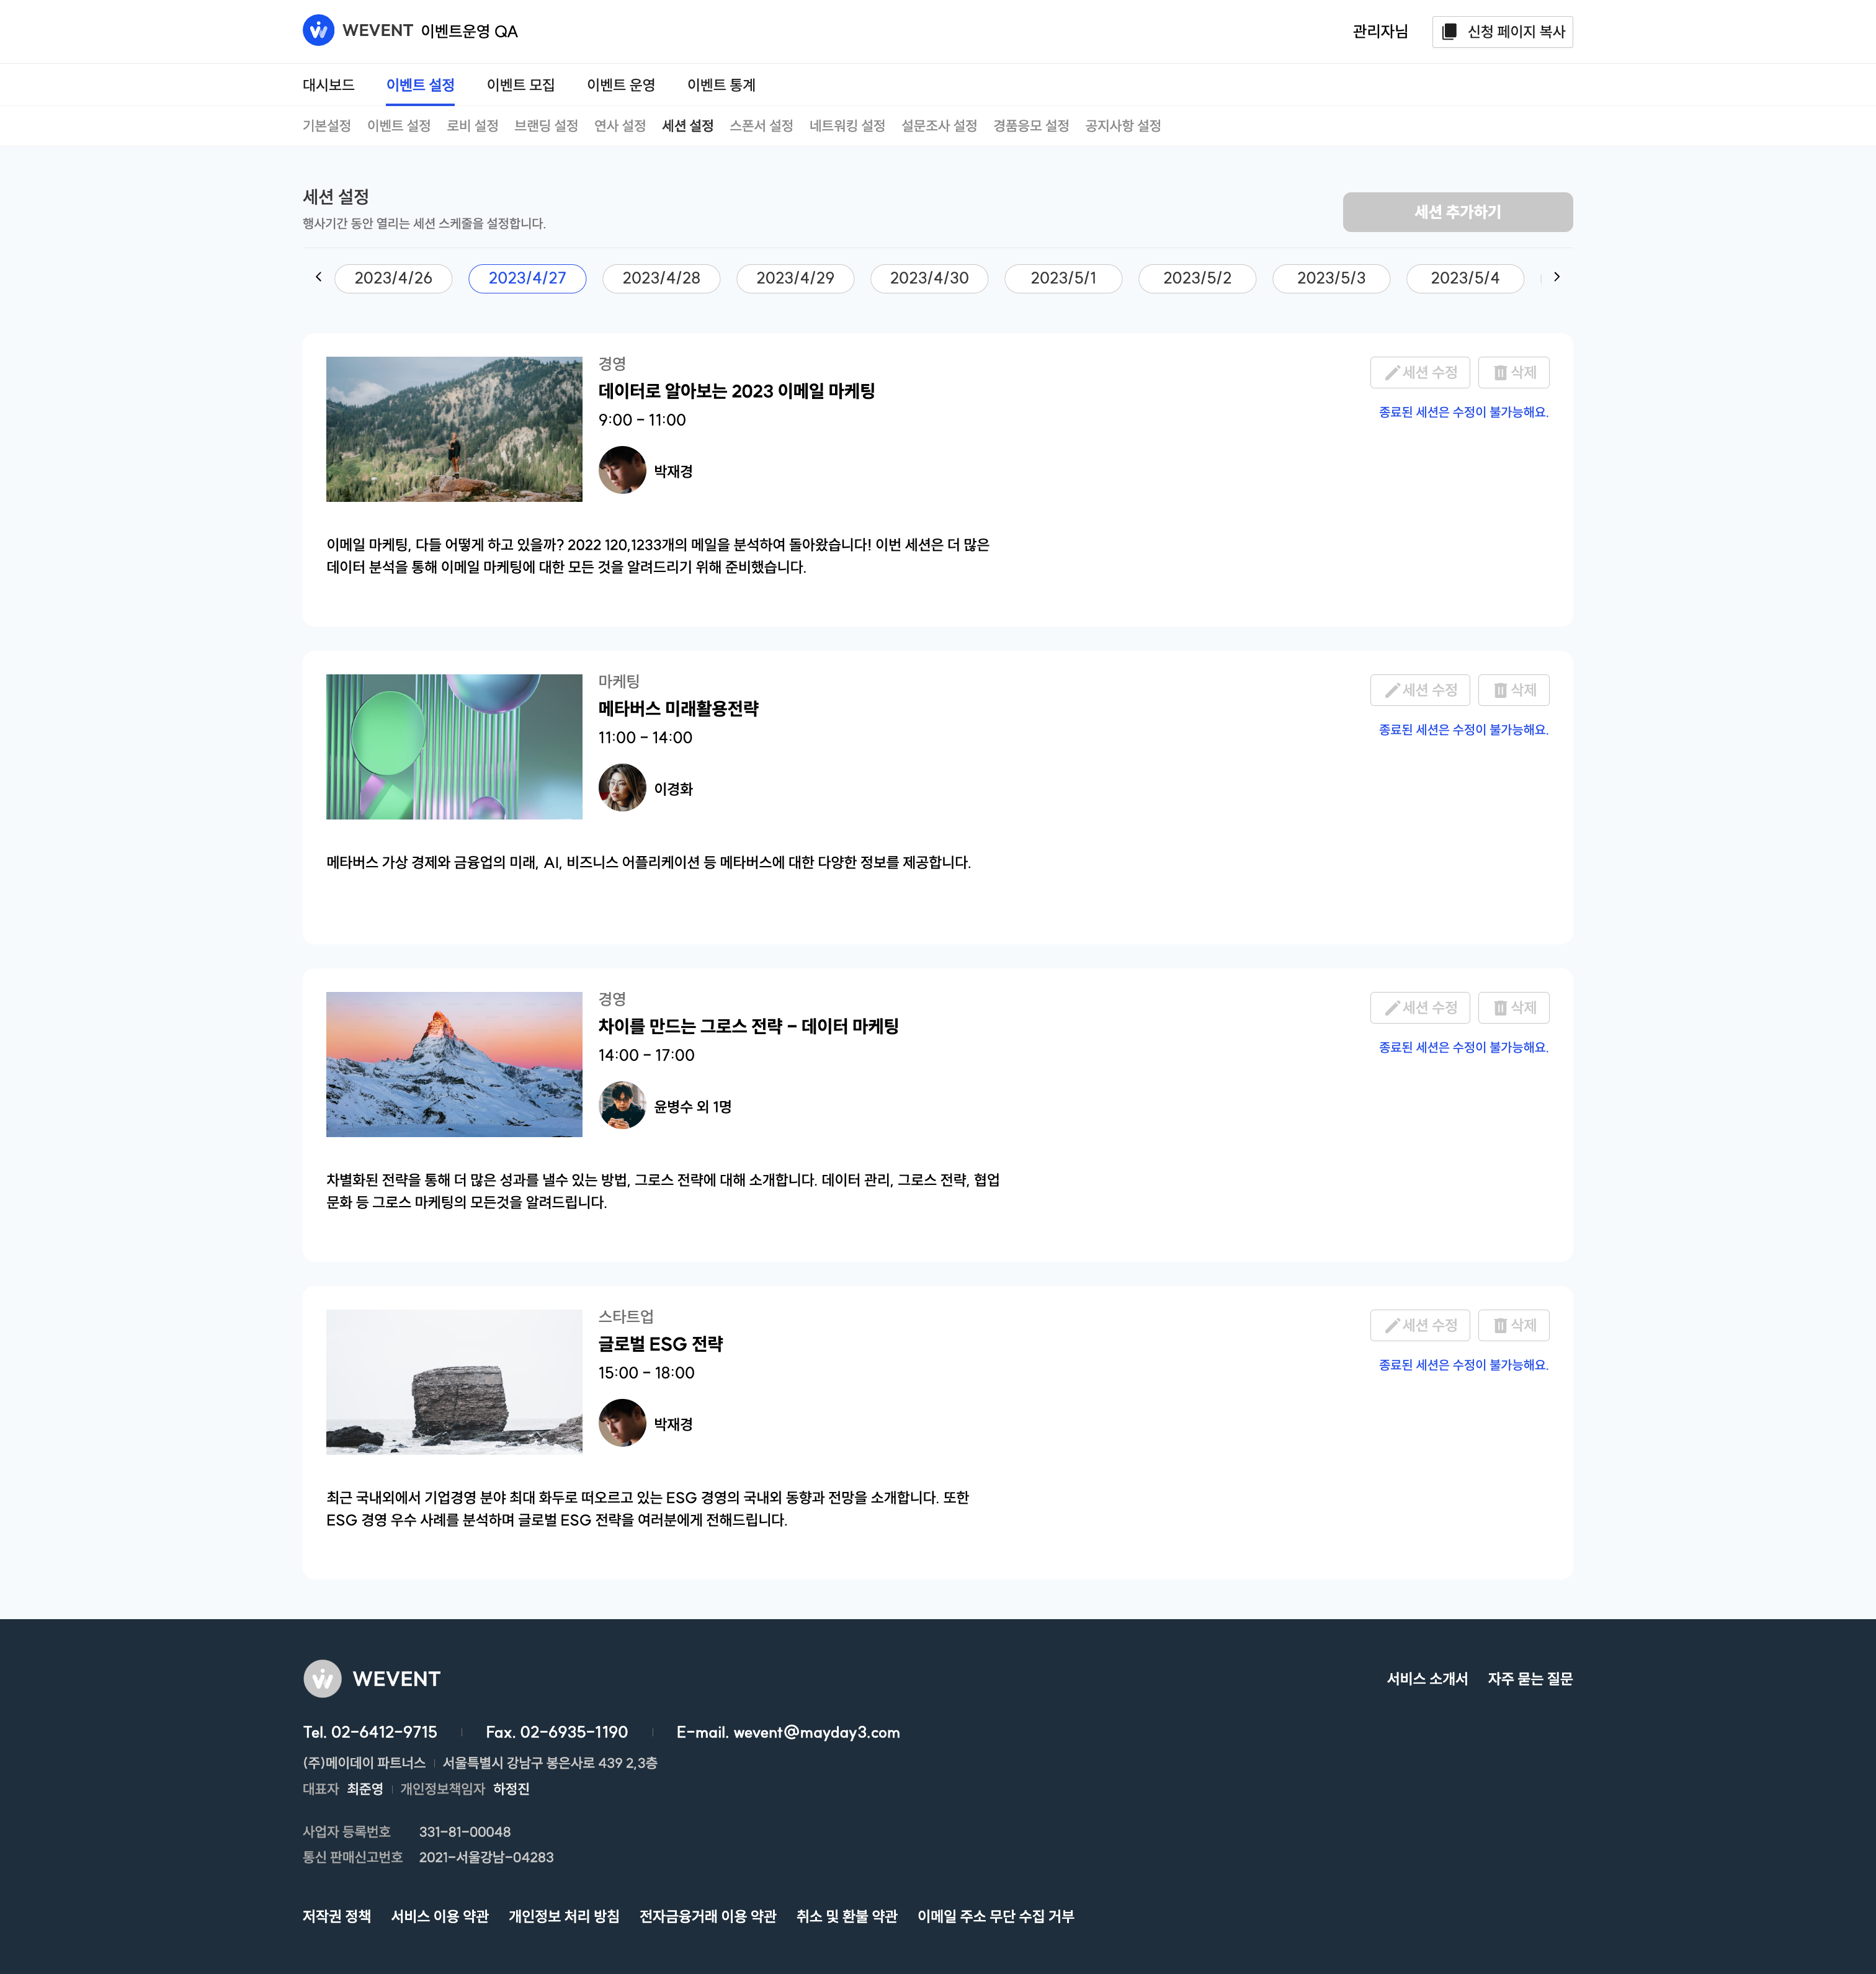 WEVENT 이벤트운영 QA
관리자님
신청 페이지 복사
대시보드 이벤트 설정 이벤트 모집 이벤트 운영 이벤트 통계
기본설정 이벤트 설정 로비 설정 브랜딩 설정 연사 설정 세션 설정 스폰서 설정 네트워킹 설정 설문조사 설정 경품응모 설정 공지사항 설정
세션 설정
행사기간 동안 열리는 세션 스케줄을 설정합니다.
세션 추가하기
2023/4/26 2023/4/27 2023/4/28 2023/4/29 2023/4/30 2023/5/1 2023/5/2 2023/5/3 2023/5/4
경영
데이터로 알아보는 2023 이메일 마케팅
9:00 - 11:00
박재경
세션 수정 삭제
종료된 세션은 수정이 불가능해요.
이메일 마케팅, 다들 어떻게 하고 있을까? 2022 120,1233개의 메일을 분석하여 돌아왔습니다! 이번 세션은 더 많은
데이터 분석을 통해 이메일 마케팅에 대한 모든 것을 알려드리기 위해 준비했습니다.
마케팅
메타버스 미래활용전략
11:00 - 14:00
이경화
세션 수정 삭제
종료된 세션은 수정이 불가능해요.
메타버스 가상 경제와 금융업의 미래, AI, 비즈니스 어플리케이션 등 메타버스에 대한 다양한 정보를 제공합니다.
경영
차이를 만드는 그로스 전략 - 데이터 마케팅
14:00 - 17:00
윤병수 외 1명
세션 수정 삭제
종료된 세션은 수정이 불가능해요.
차별화된 전략을 통해 더 많은 성과를 낼수 있는 방법, 그로스 전략에 대해 소개합니다. 데이터 관리, 그로스 전략, 협업
문화 등 그로스 마케팅의 모든것을 알려드립니다.
스타트업
글로벌 ESG 전략
15:00 - 18:00
박재경
세션 수정 삭제
종료된 세션은 수정이 불가능해요.
최근 국내외에서 기업경영 분야 최대 화두로 떠오르고 있는 ESG 경영의 국내외 동향과 전망을 소개합니다. 또한
ESG 경영 우수 사례를 분석하며 글로벌 ESG 전략을 여러분에게 전해드립니다.
WEVENT
서비스 소개서 자주 묻는 질문
Tel. 02-6412-9715 Fax. 02-6935-1190 E-mail. wevent@mayday3.com
(주)메이데이 파트너스 서울특별시 강남구 봉은사로 439 2,3층
대표자 최준영 개인정보책임자 하정진
사업자 등록번호 331-81-00048
통신 판매신고번호 2021-서울강남-04283
저작권 정책 서비스 이용 약관 개인정보 처리 방침 전자금융거래 이용 약관 취소 및 환불 약관 이메일 주소 무단 수집 거부